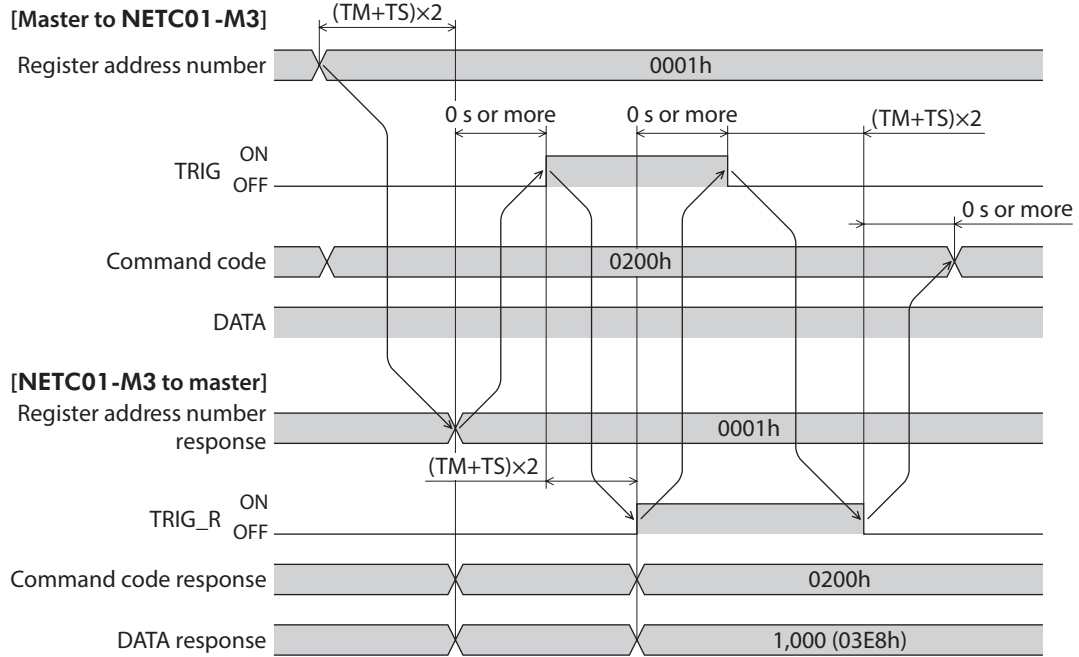 [Master to NETC01-M3]
(TM+TS)×2
Register address number
0001h
0 s or more
0 s or more
(TM+TS)×2
TRIG
ON
OFF
0 s or more
Command code
0200h
DATA
[NETC01-M3 to master]
Register address number
response
0001h
(TM+TS)×2
TRIG_R
ON
OFF
Command code response
0200h
DATA response
1,000 (03E8h)